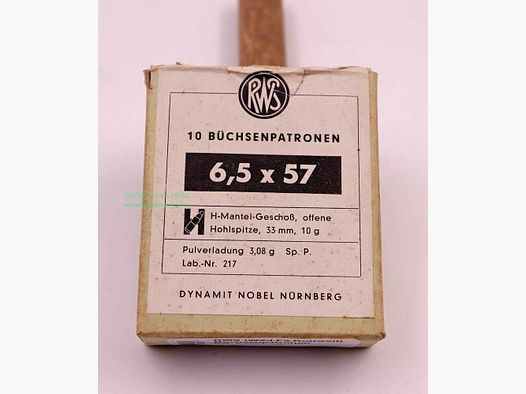 RWS
10 BÜCHSENPATRONEN
6,5 x 57
H-Mantel-Geschoß, offene
Hohlspitze, 33 mm, 10 g
Pulverladung 3,08 g Sp. P.
Lab.-Nr. 217
DYNAMIT NOBEL NÜRNBERG